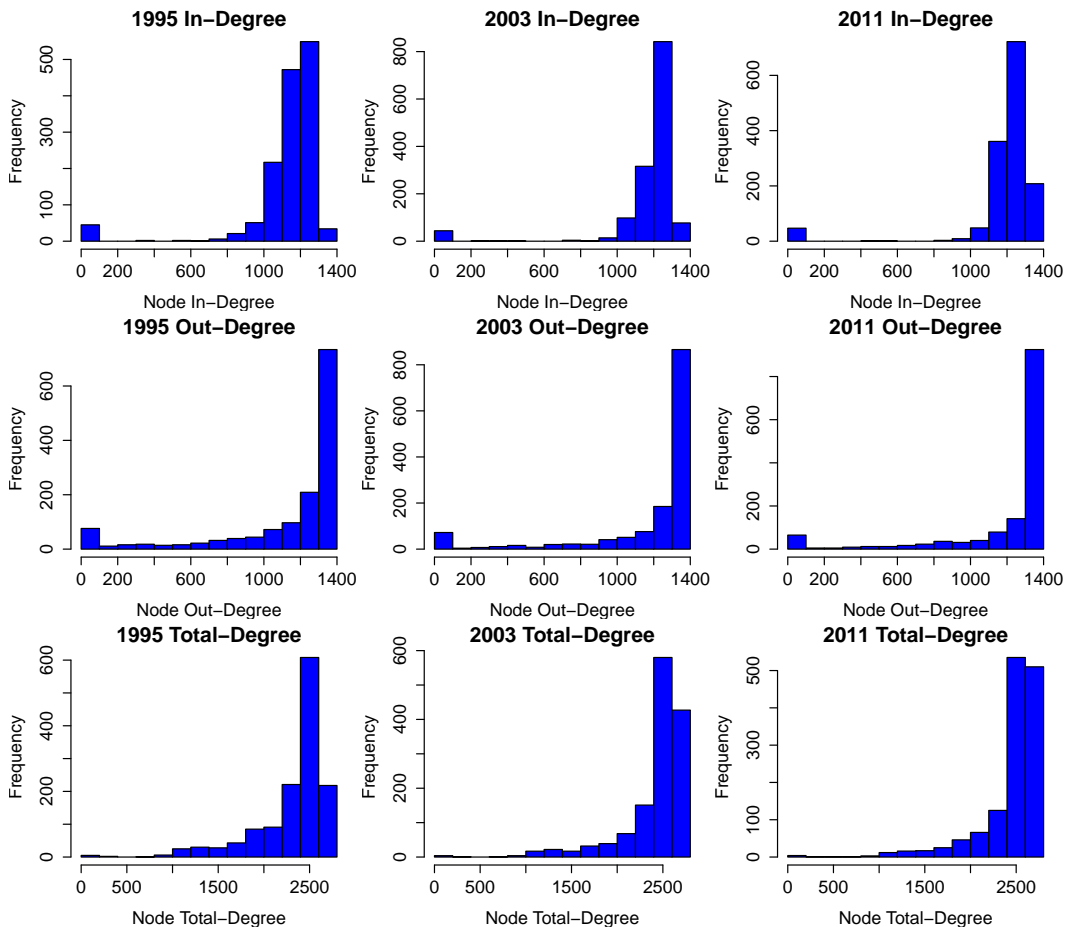 1995 In−Degree
Frequency
100
300
500
0
0 200 600 1000 1400
Node In−Degree
2003 In−Degree
Frequency
0 200 400 600 800
0 200 600 1000 1400
Node In−Degree
2011 In−Degree
Frequency
0 200 400 600
0 200 600 1000 1400
Node In−Degree
1995 Out−Degree
Frequency
0 200 400 600
0 200 600 1000 1400
Node Out−Degree
2003 Out−Degree
Frequency
0 200 400 600 800
0 200 600 1000 1400
Node Out−Degree
2011 Out−Degree
Frequency
0 200 400 800
0 200 600 1000 1400
Node Out−Degree
1995 Total−Degree
Frequency
0 200 400 600
0 500 1500 2500
Node Total−Degree
2003 Total−Degree
Frequency
0 100 200 300 400 500 600
0 500 1500 2500
Node Total−Degree
2011 Total−Degree
Frequency
0 100 300 500
0 500 1500 2500
Node Total−Degree